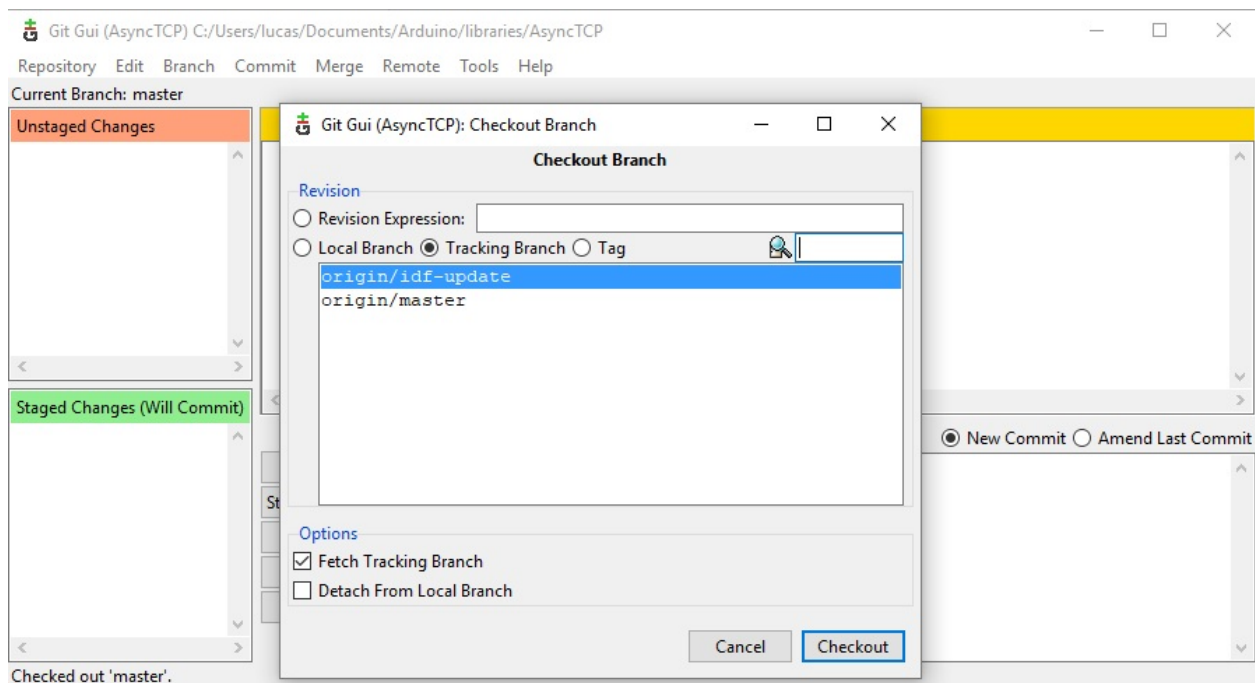 Git Gui (AsyncTCP) C:/Users/lucas/Documents/Arduino/libraries/AsyncTCP
Repository Edit Branch Commit Merge Remote Tools Help
Current Branch: master
Unstaged Changes
Git Gui (AsyncTCP): Checkout Branch
Checkout Branch
Revision
Revision Expression:
Local Branch Tracking Branch Tag
origin/idf-update
origin/master
Staged Changes (Will Commit)
New Commit Amend Last Commit
St
Options
Fetch Tracking Branch
Detach From Local Branch
Cancel Checkout
Checked out 'master'.